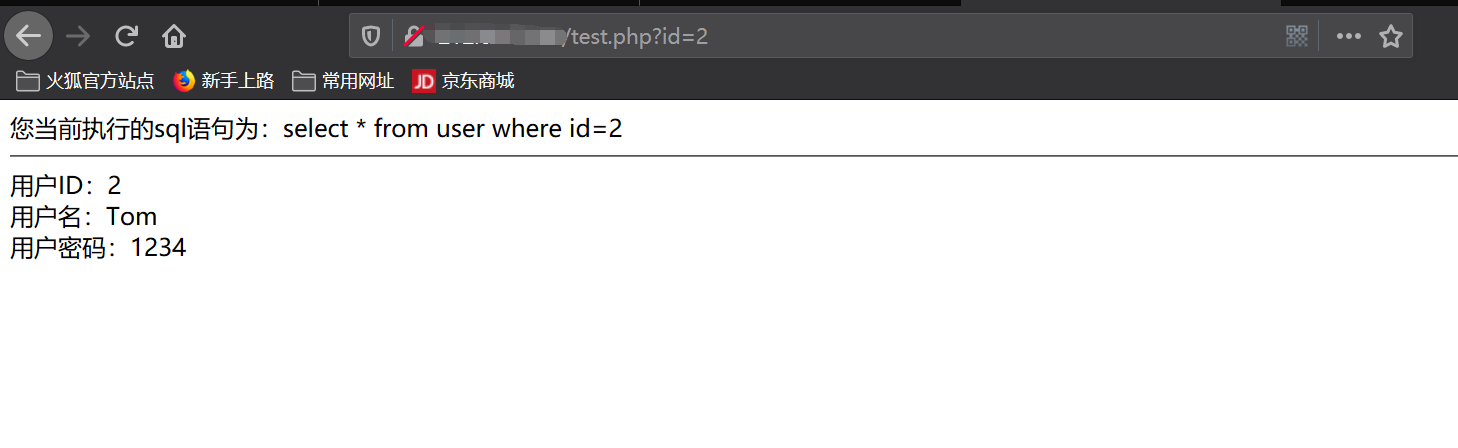 /test.php?id=2
火狐官方站点 新手上路 常用网址 JD 京东商城
您当前执行的sql语句为：select * from user where id=2
用户ID：2
用户名：Tom
用户密码：1234